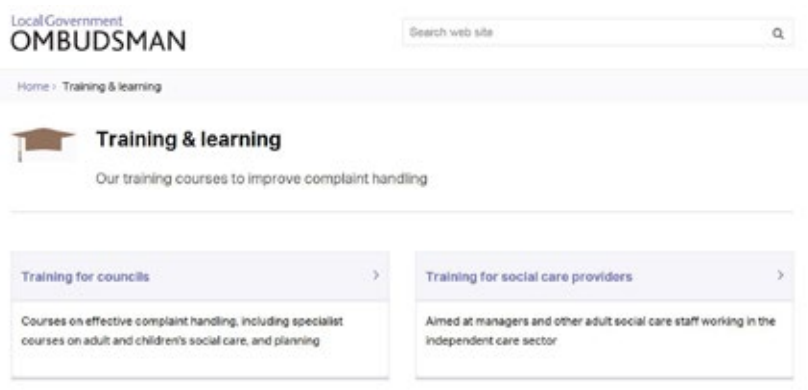 Local Government
OMBUDSMAN
Search web site
Home › Training & learning
Training & learning
Our training courses to improve complaint handling
Training for councils
Courses on effective complaint handling, including specialist
courses on adult and children's social care, and planning
Training for social care providers
Aimed at managers and other adult social care staff working in the
independent care sector